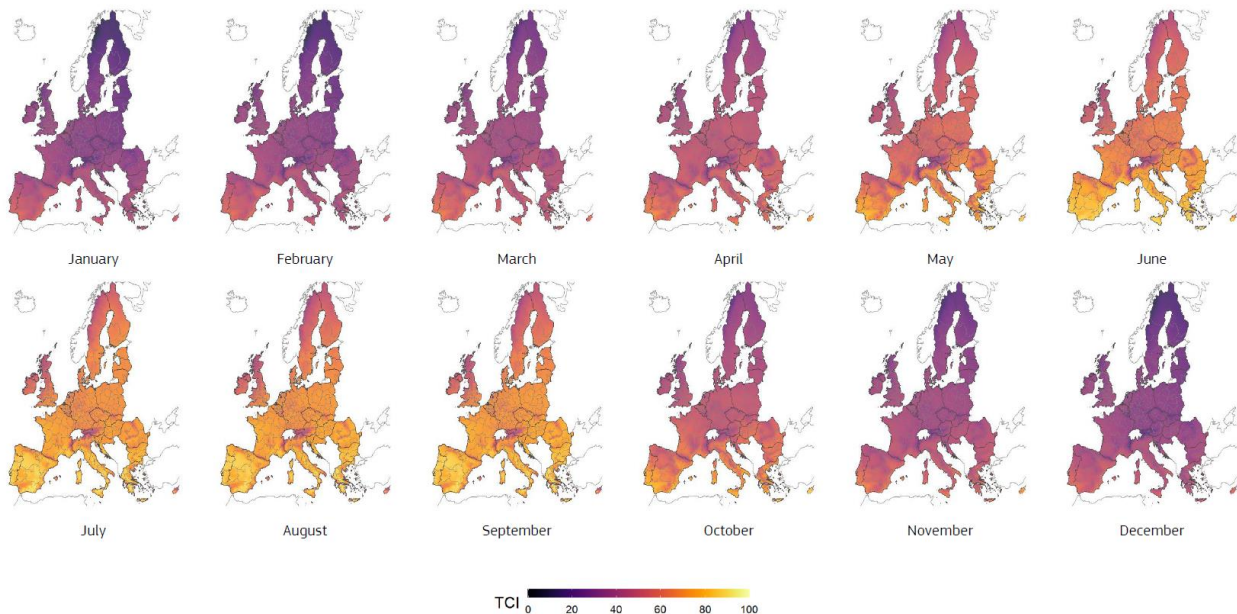 January
February
March
April
May
June
July
August
September
October
November
December
TCI 0 20 40 60 80 100